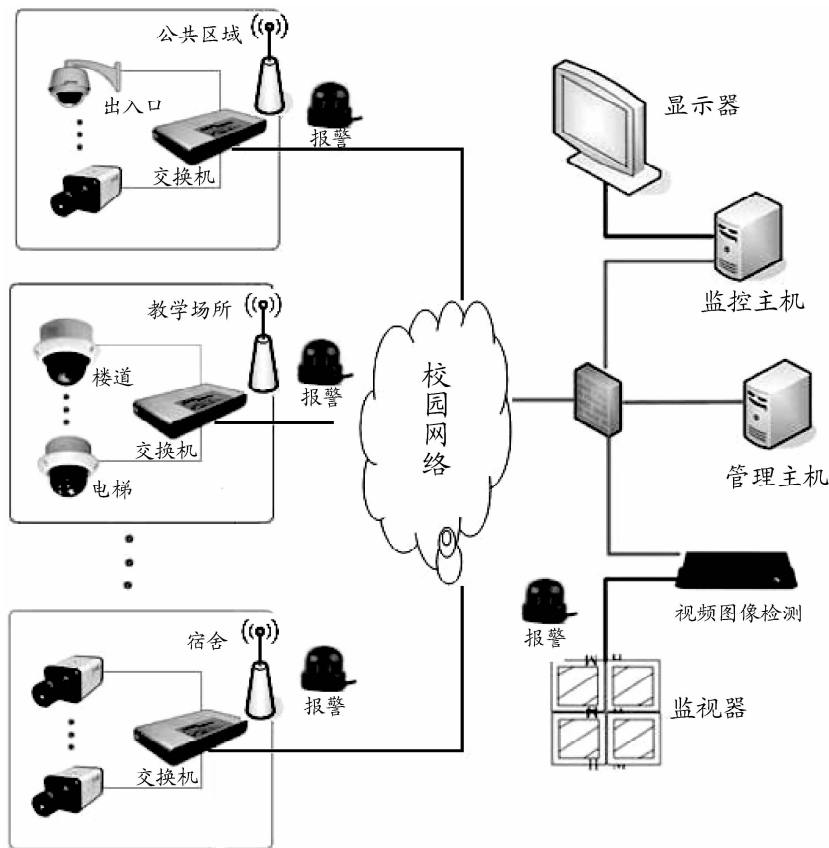 公共区域
出入口
报警
交换机
教学场所
楼道
报警
交换机
电梯
宿舍
报警
交换机
校园网络
显示器
监控主机
管理主机
视频图像检测
报警
监视器